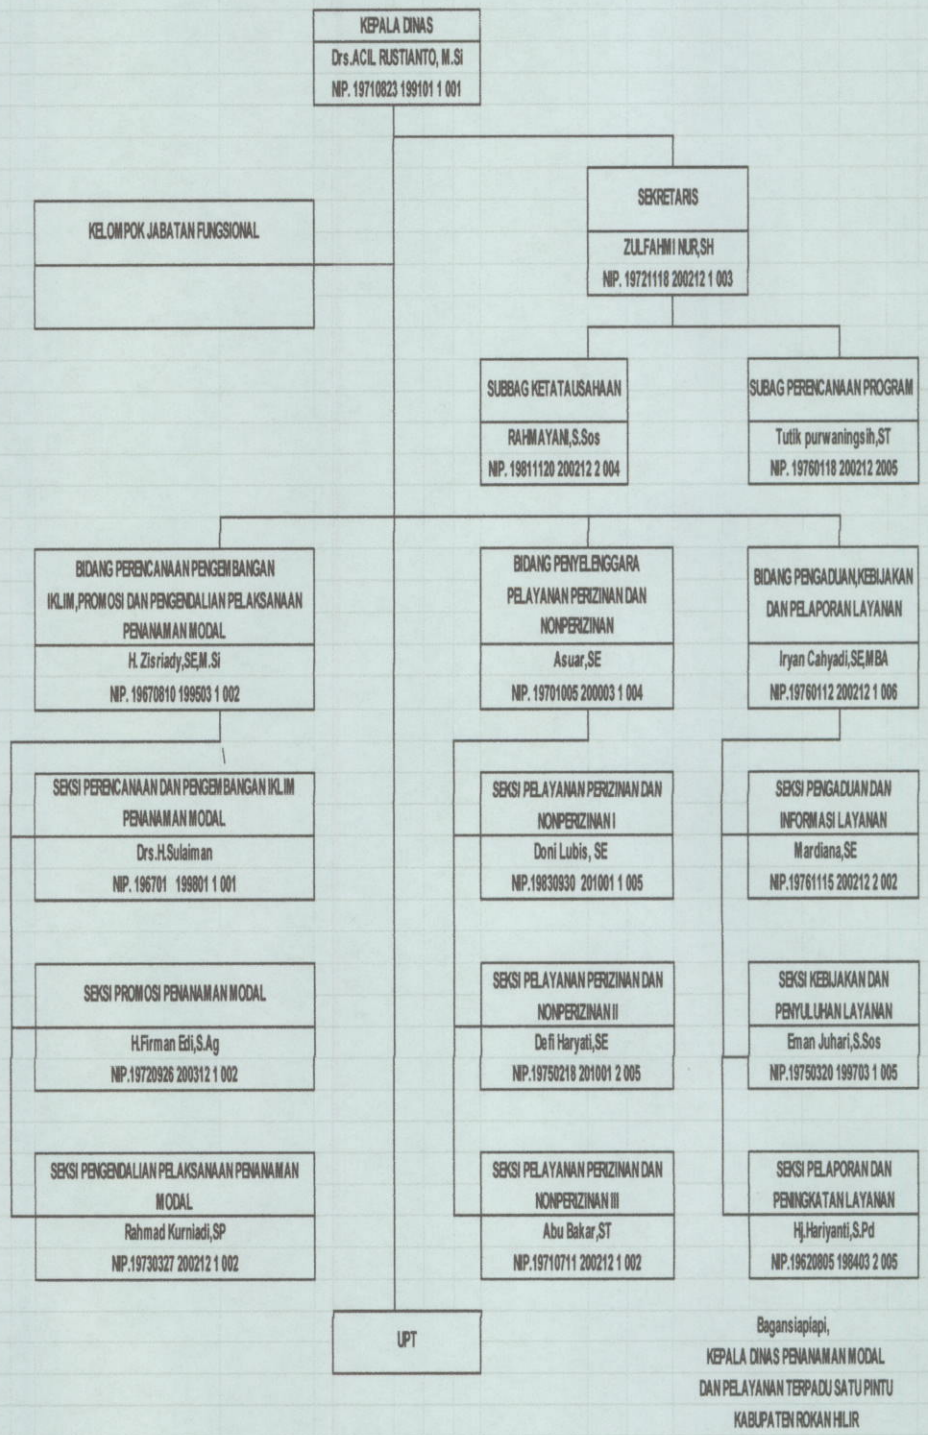 KEPALA DINAS
Drs.ACIL RUSTIANTO, M.Si
NIP. 19710823 199101 1 001
SEKRETARIS
ZULFAHMI NUR,SH
NIP. 19721118 200212 1 003
KELOMPOK JABATAN FUNGSIONAL
SUBBAG KETATAUSAHAAN
RAHMAYANI,S.Sos
NIP. 19811120 200212 2 004
SUBAG PERENCANAAN PROGRAM
Tutik purwaningsih,ST
NIP. 19760118 200212 2005
BIDANG PERENCANAAN PENGEMBANGAN
IKLIM,PROMOSI DAN PENGENDALIAN PELAKSANAAN
PENANAMAN MODAL
H. Zisriady,SE,M.Si
NIP. 19670810 199503 1 002
BIDANG PENYELENGGARA
PELAYANAN PERIZINAN DAN
NONPERIZINAN
Asuar,SE
NIP. 19701005 200003 1 004
BIDANG PENGADUAN,KEBIJAKAN
DAN PELAPORAN LAYANAN
Iryan Cahyadi,SE,MBA
NIP.19760112 200212 1 006
SEKSI PERENCANAAN DAN PENGEMBANGAN IKLIM
PENANAMAN MODAL
Drs.H.Sulaiman
NIP. 196701 199801 1 001
SEKSI PELAYANAN PERIZINAN DAN
NONPERIZINAN I
Doni Lubis, SE
NIP.19830930 201001 1 005
SEKSI PENGADUAN DAN
INFORMASI LAYANAN
Mardiana,SE
NIP.19761115 200212 2 002
SEKSI PROMOSI PENANAMAN MODAL
H.Firman Edi,S.Ag
NIP.19720926 200312 1 002
SEKSI PELAYANAN PERIZINAN DAN
NONPERIZINAN II
Defi Haryati,SE
NIP.19750218 201001 2 005
SEKSI KEBIJAKAN DAN
PENYULUHAN LAYANAN
Eman Juhari,S.Sos
NIP.19750320 199703 1 005
SEKSI PENGENDALIAN PELAKSANAAN PENANAMAN
MODAL
Rahmad Kurniadi,SP
NIP.19730327 200212 1 002
SEKSI PELAYANAN PERIZINAN DAN
NONPERIZINAN III
Abu Bakar,ST
NIP.19710711 200212 1 002
SEKSI PELAPORAN DAN
PENINGKATAN LAYANAN
Hj.Hariyanti,S.Pd
NIP.19620805 198403 2 005
UPT
Bagansiapiapi,
KEPALA DINAS PENANAMAN MODAL
DAN PELAYANAN TERPADU SATU PINTU
KABUPATEN ROKAN HILIR